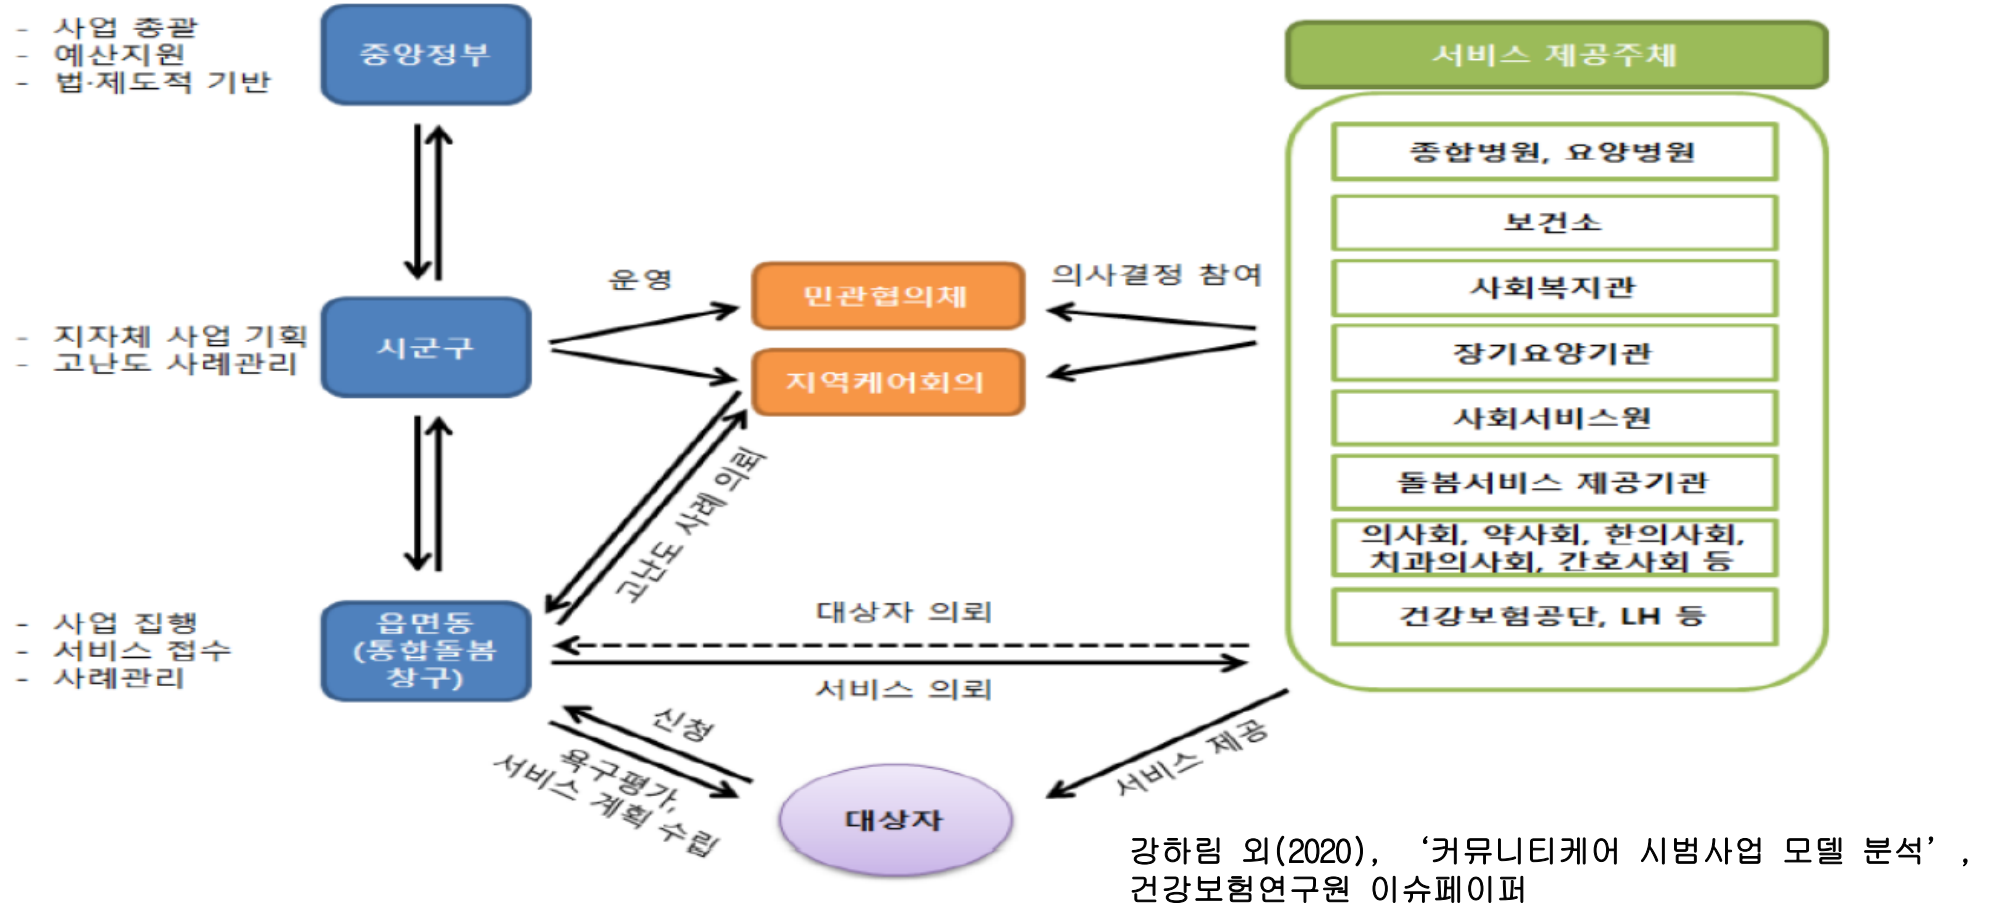 - 사업 총괄
- 예산지원
- 법·제도적 기반
중앙정부
서비스 제공주체
종합병원, 요양병원
보건소
사회복지관
장기요양기관
사회서비스원
돌봄서비스 제공기관
의사회, 약사회, 한의사회,
치과의사회, 간호사회 등
건강보험공단, LH 등
운영
민관협의체
의사결정 참여
- 지자체 사업 기획
- 고난도 사례관리
시군구
지역케어회의
고난도 사례 의뢰
- 사업 집행
- 서비스 접수
- 사례관리
읍면동
(통합돌봄
창구)
대상자 의뢰
서비스 의뢰
신청
욕구평가,
서비스 계획 수립
서비스 제공
대상자
강하림 외(2020), ‘커뮤니티케어 시범사업 모델 분석’,
건강보험연구원 이슈페이퍼